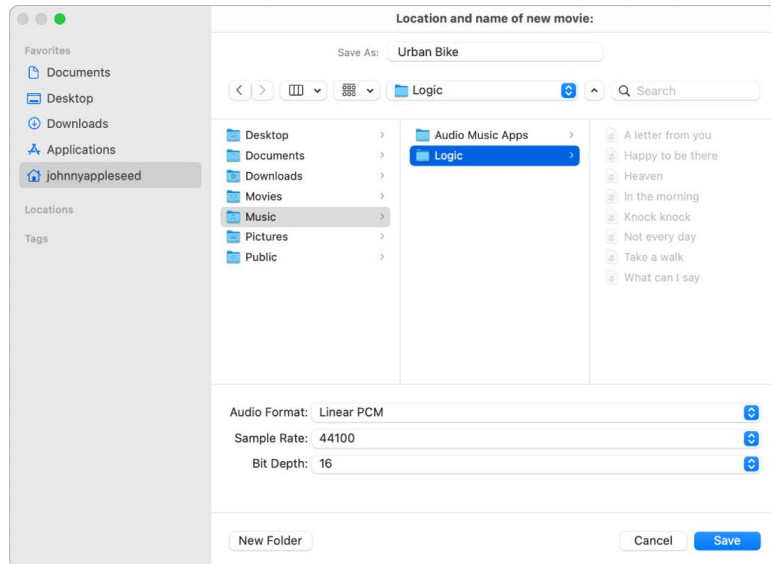 Location and name of new movie:
Save As: Urban Bike
Logic
Search
Favorites
Documents
Desktop
Downloads
Applications
johnnyappleseed
Locations
Tags
Desktop
Documents
Downloads
Movies
Music
Pictures
Public
Audio Music Apps
Logic
A letter from you
Happy to be there
Heaven
In the morning
Knock knock
Not every day
Take a walk
What can I say
Audio Format: Linear PCM
Sample Rate: 44100
Bit Depth: 16
New Folder
Cancel
Save